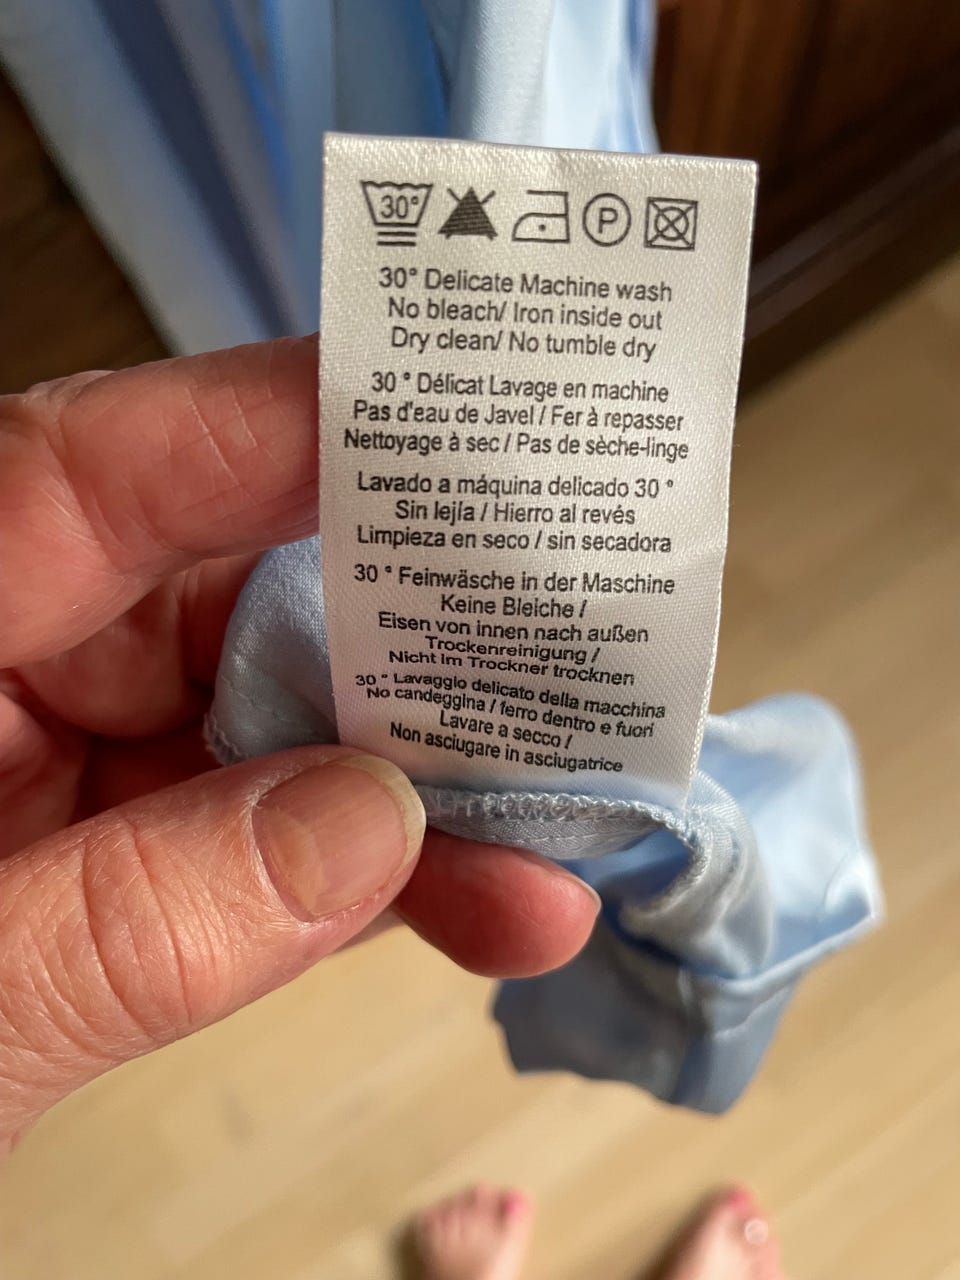 30°
P
30° Delicate Machine wash
No bleach/ Iron inside out
Dry clean/ No tumble dry
30 ° Délicat Lavage en machine
Pas d'eau de Javel / Fer à repasser
Nettoyage à sec / Pas de sèche-linge
Lavado a máquina delicado 30 °
Sin lejía / Hierro al revés
Limpieza en seco / sin secadora
30 ° Feinwäsche in der Maschine
Keine Bleiche /
Eisen von innen nach außen
Trockenreinigung /
Nicht im Trockner trocknen
30 ° Lavaggio delicato della macchina
No candeggina / ferro dentro e fuori
Lavare a secco /
Non asciugare in asciugatrice